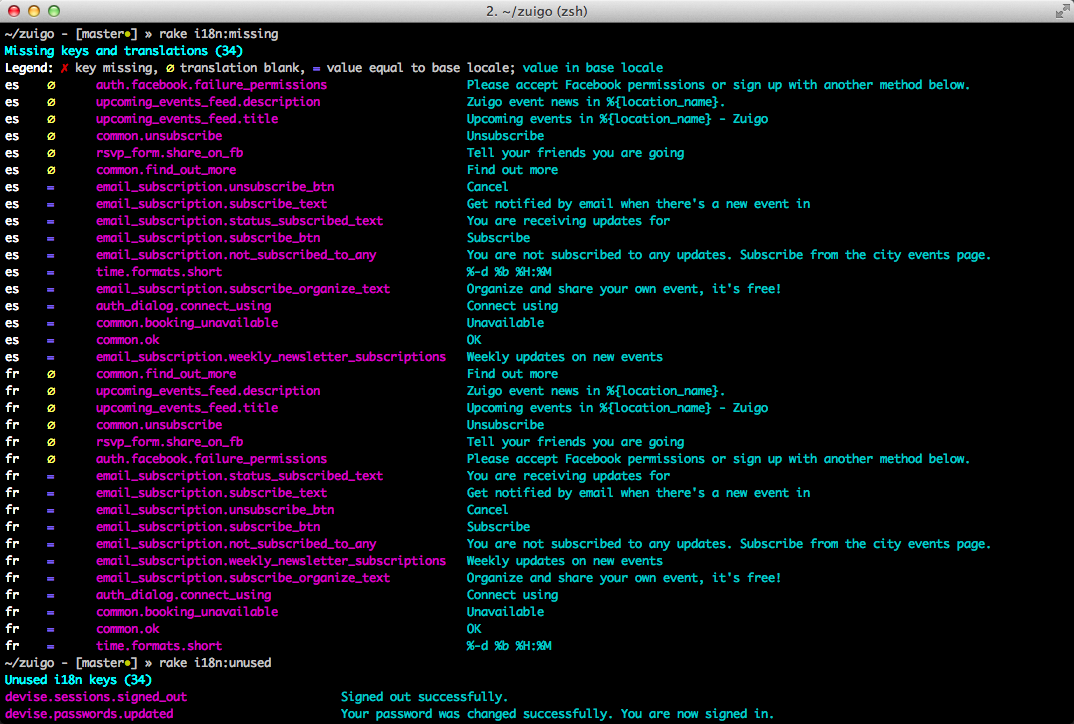 2. ~/zuigo (zsh)
~/zuigo - [master●] » rake i18n:missing
Missing keys and translations (34)
Legend: ✗ key missing, ∅ translation blank, = value equal to base locale; value in base locale
es ∅ auth.facebook.failure_permissions Please accept Facebook permissions or sign up with another method below.
es ∅ upcoming_events_feed.description Zuigo event news in %{location_name}.
es ∅ upcoming_events_feed.title Upcoming events in %{location_name} - Zuigo
es ∅ common.unsubscribe Unsubscribe
es ∅ rsvp_form.share_on_fb Tell your friends you are going
es ∅ common.find_out_more Find out more
es = email_subscription.unsubscribe_btn Cancel
es = email_subscription.subscribe_text Get notified by email when there's a new event in
es = email_subscription.status_subscribed_text You are receiving updates for
es = email_subscription.subscribe_btn Subscribe
es = email_subscription.not_subscribed_to_any You are not subscribed to any updates. Subscribe from the city events page.
es = time.formats.short %-d %b %H:%M
es = email_subscription.subscribe_organize_text Organize and share your own event, it's free!
es = auth_dialog.connect_using Connect using
es = common.booking_unavailable Unavailable
es = common.ok OK
es = email_subscription.weekly_newsletter_subscriptions Weekly updates on new events
fr ∅ common.find_out_more Find out more
fr ∅ upcoming_events_feed.description Zuigo event news in %{location_name}.
fr ∅ upcoming_events_feed.title Upcoming events in %{location_name} - Zuigo
fr ∅ common.unsubscribe Unsubscribe
fr ∅ rsvp_form.share_on_fb Tell your friends you are going
fr ∅ auth.facebook.failure_permissions Please accept Facebook permissions or sign up with another method below.
fr = email_subscription.status_subscribed_text You are receiving updates for
fr = email_subscription.subscribe_text Get notified by email when there's a new event in
fr = email_subscription.unsubscribe_btn Cancel
fr = email_subscription.subscribe_btn Subscribe
fr = email_subscription.not_subscribed_to_any You are not subscribed to any updates. Subscribe from the city events page.
fr = email_subscription.weekly_newsletter_subscriptions Weekly updates on new events
fr = email_subscription.subscribe_organize_text Organize and share your own event, it's free!
fr = auth_dialog.connect_using Connect using
fr = common.booking_unavailable Unavailable
fr = common.ok OK
fr = time.formats.short %-d %b %H:%M
~/zuigo - [master●] » rake i18n:unused
Unused i18n keys (34)
devise.sessions.signed_out Signed out successfully.
devise.passwords.updated Your password was changed successfully. You are now signed in.